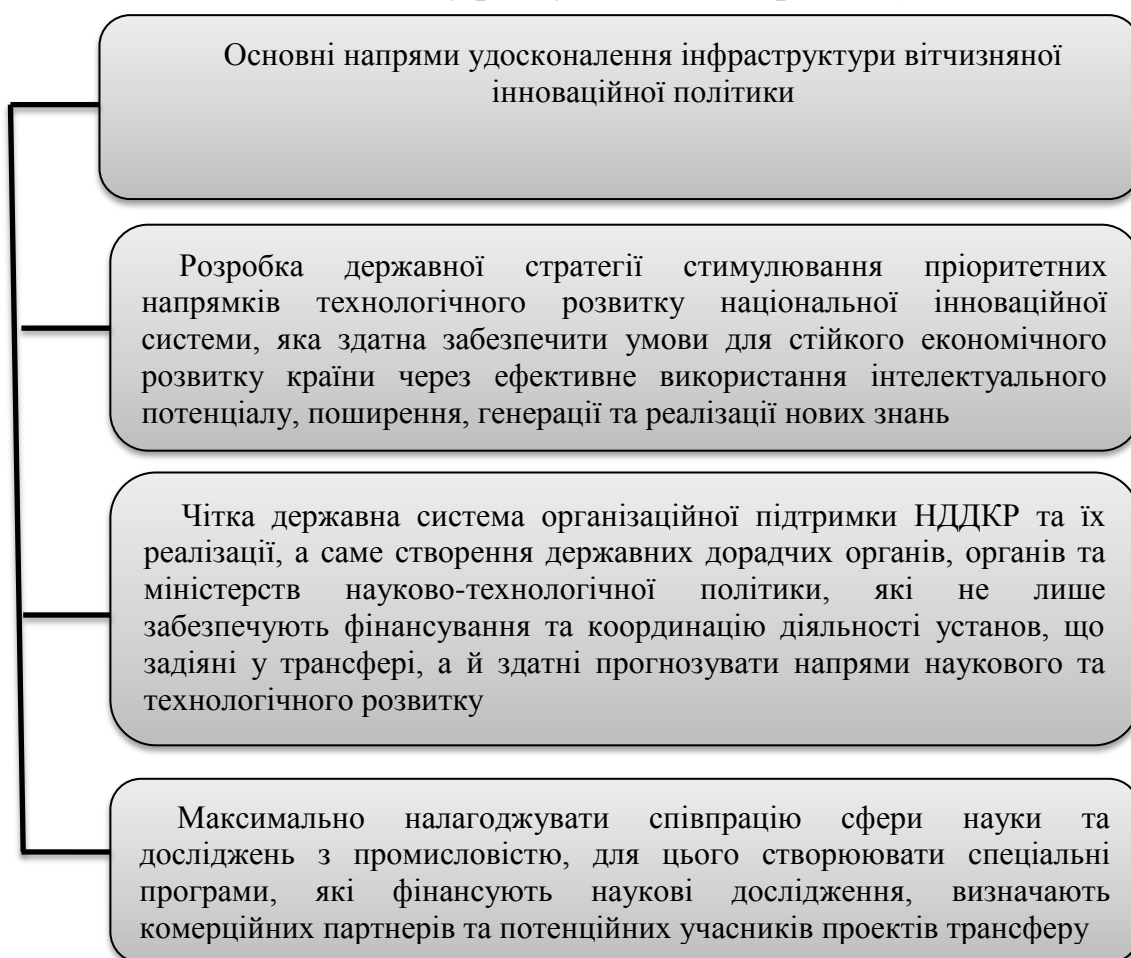 Основні напрями удосконалення інфраструктури вітчизняної
інноваційної політики
Розробка державної стратегії стимулювання пріоритетних
напрямків технологічного розвитку національної інноваційної
системи, яка здатна забезпечити умови для стійкого економічного
розвитку країни через ефективне використання інтелектуального
потенціалу, поширення, генерації та реалізації нових знань
Чітка державна система організаційної підтримки НДДКР та їх
реалізації, а саме створення державних дорадчих органів, органів та
міністерств науково-технологічної політики, які не лише
забезпечують фінансування та координацію діяльності установ, що
задіяні у трансфері, а й здатні прогнозувати напрями наукового та
технологічного розвитку
Максимально налагоджувати співпрацю сфери науки та
досліджень з промисловістю, для цього створюювати спеціальні
програми, які фінансують наукові дослідження, визначають
комерційних партнерів та потенційних учасників проектів трансферу